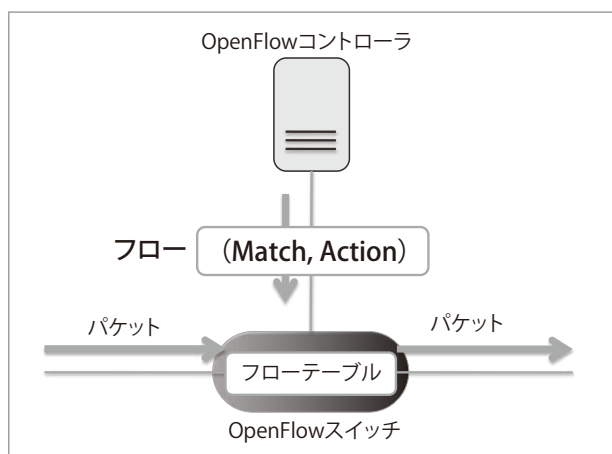 OpenFlowコントローラ
フロー (Match, Action)
パケット
パケット
フローテーブル
OpenFlowスイッチ